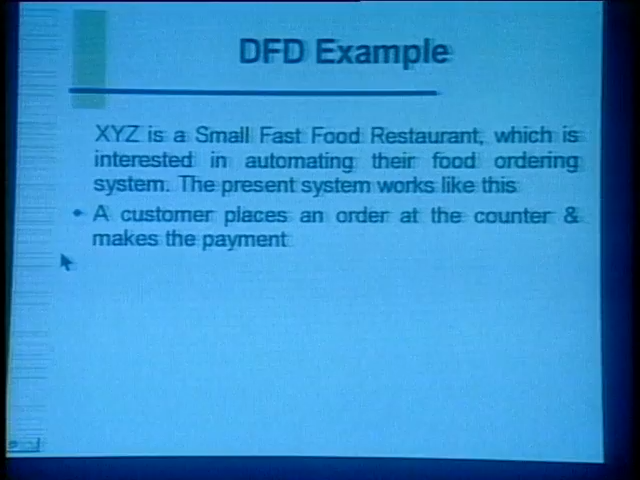 DFD Example
XYZ is a Small Fast Food Restaurant, which is
interested in automating their food ordering
system. The present system works like this
• A customer places an order at the counter &
makes the payment